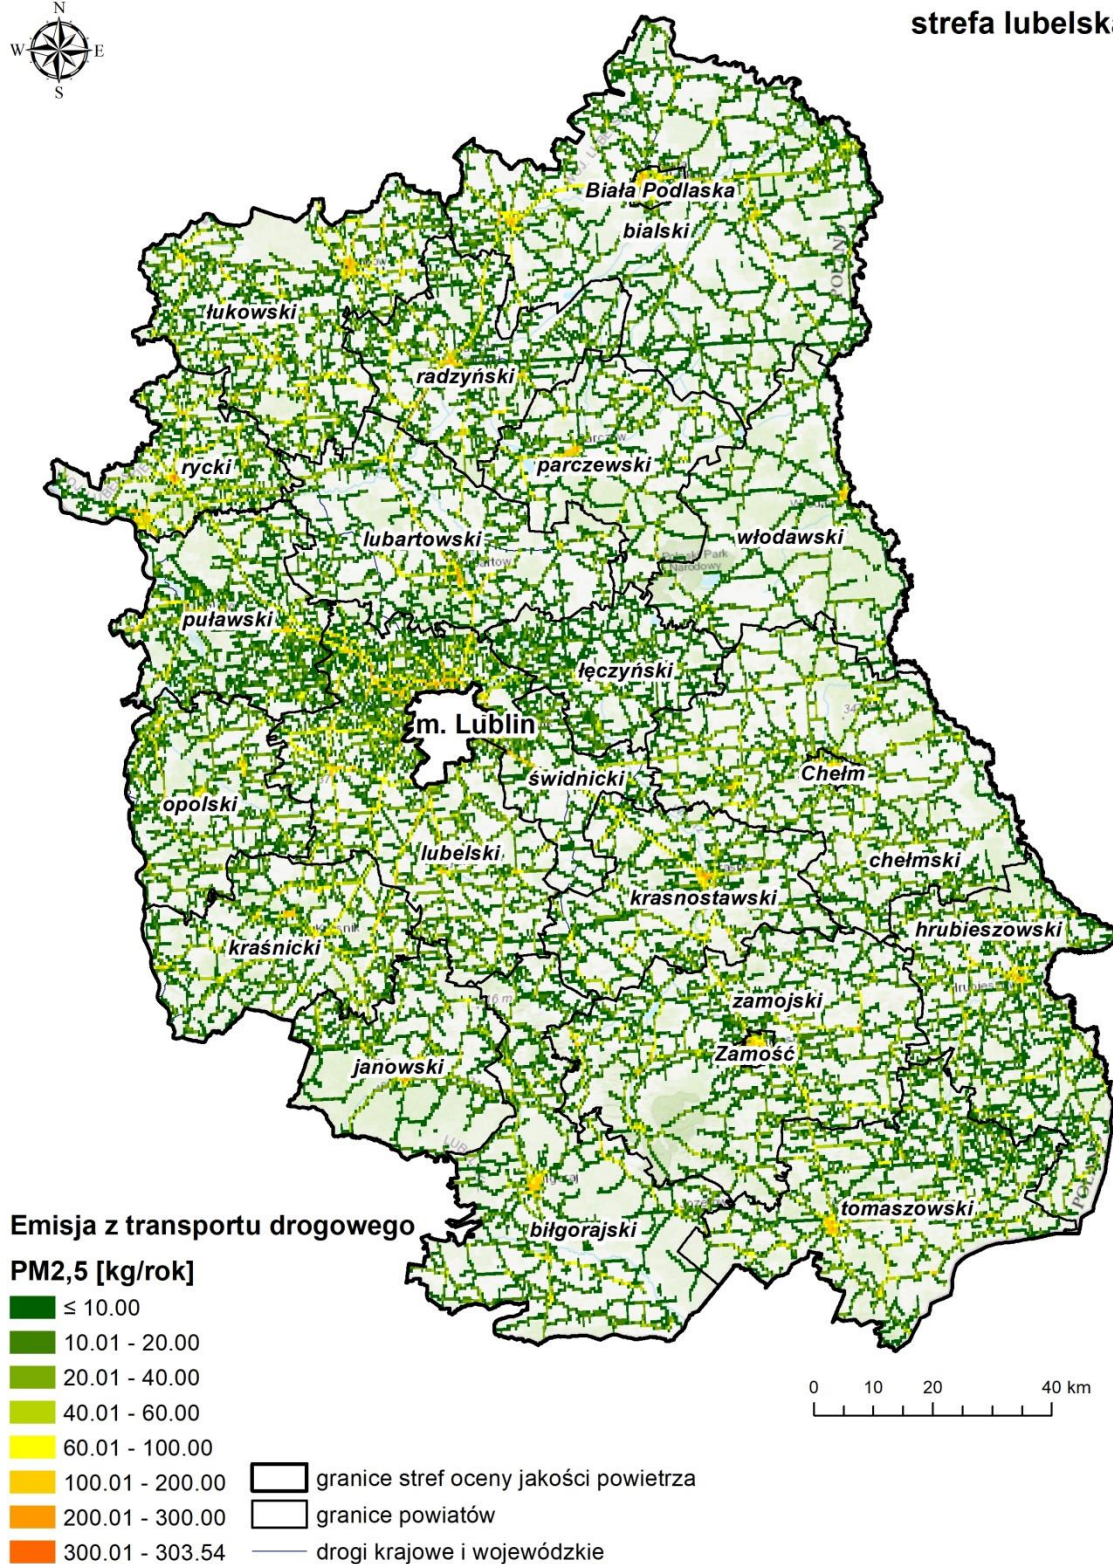 N
W E
S
strefa lubelska
Biała Podlaska
bialski
POLAND
łukowski
radzyński
rycki
parczewski
lubartowski
włodawski
Poleski Park
Narodowy
puławski
łęczyński
m. Lublin
świdnicki
Chełm
opolski
lubelski
chełmski
krasnostawski
hrubieszowski
kraśnicki
zamojski
Zamość
janowski
tomaszowski
biłgorajski
Emisja z transportu drogowego
PM2,5 [kg/rok]
≤ 10.00
10.01 - 20.00
20.01 - 40.00
40.01 - 60.00
60.01 - 100.00
100.01 - 200.00
200.01 - 300.00
300.01 - 303.54
granice stref oceny jakości powietrza
granice powiatów
drogi krajowe i wojewódzkie
0 10 20 40 km